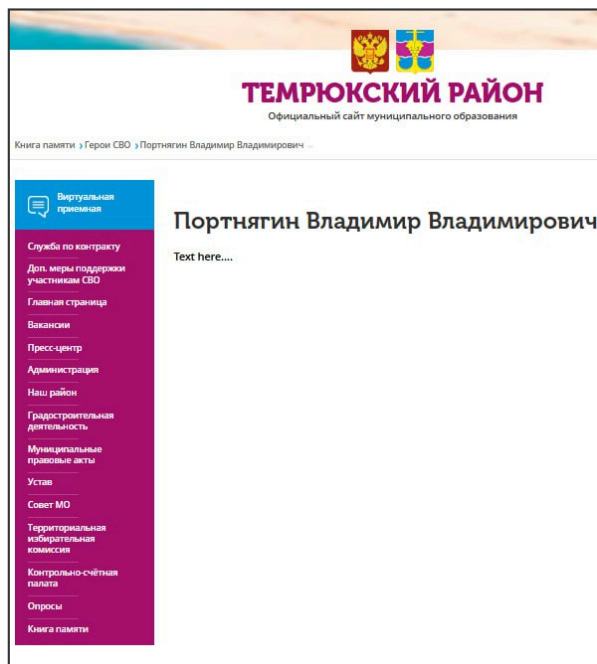 ТЕМРЮКСКИЙ РАЙОН
Официальный сайт муниципального образования
Книга памяти › Герои СВО › Портнягин Владимир Владимирович
Виртуальная
приемная
Служба по контракту
Доп. меры поддержки
участникам СВО
Главная страница
Вакансии
Пресс-центр
Администрация
Наш район
Градостроительная
деятельность
Муниципальные
правовые акты
Устав
Совет МО
Территориальная
избирательная
комиссия
Контрольно-счётная
палата
Опросы
Книга памяти
Портнягин Владимир Владимирович
Text here....